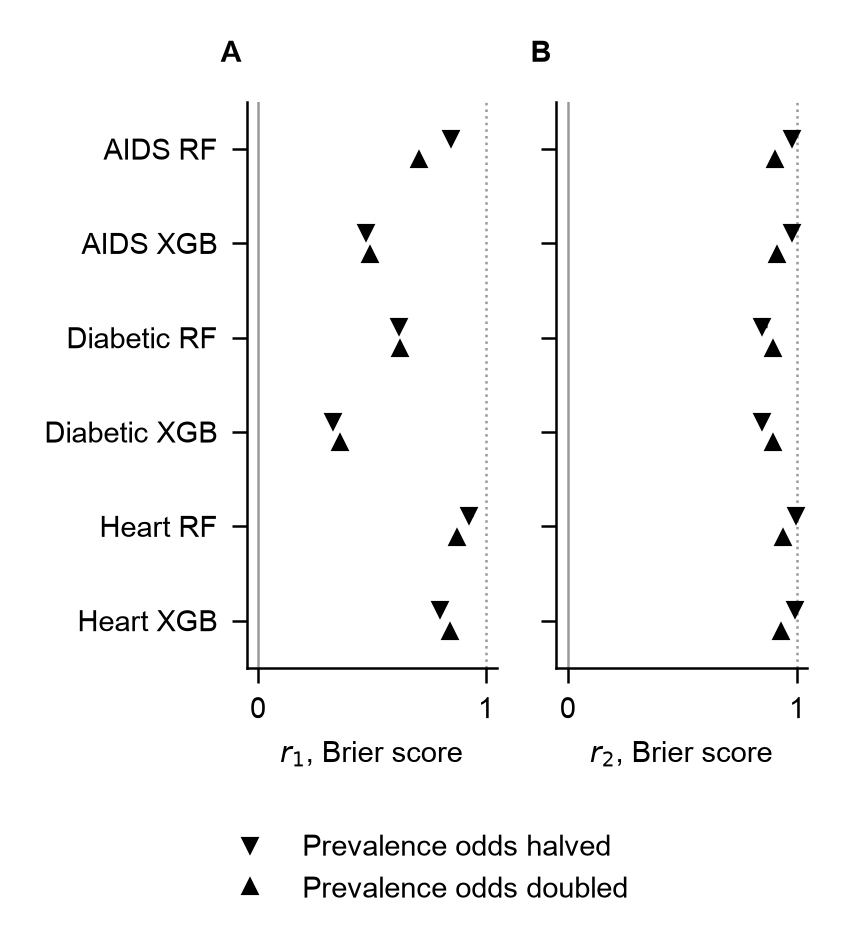 A
B
AIDS RF
AIDS XGB
Diabetic RF
Diabetic XGB
Heart RF
Heart XGB
0 1 0 1
r₁, Brier score
r₂, Brier score
Prevalence odds halved
Prevalence odds doubled